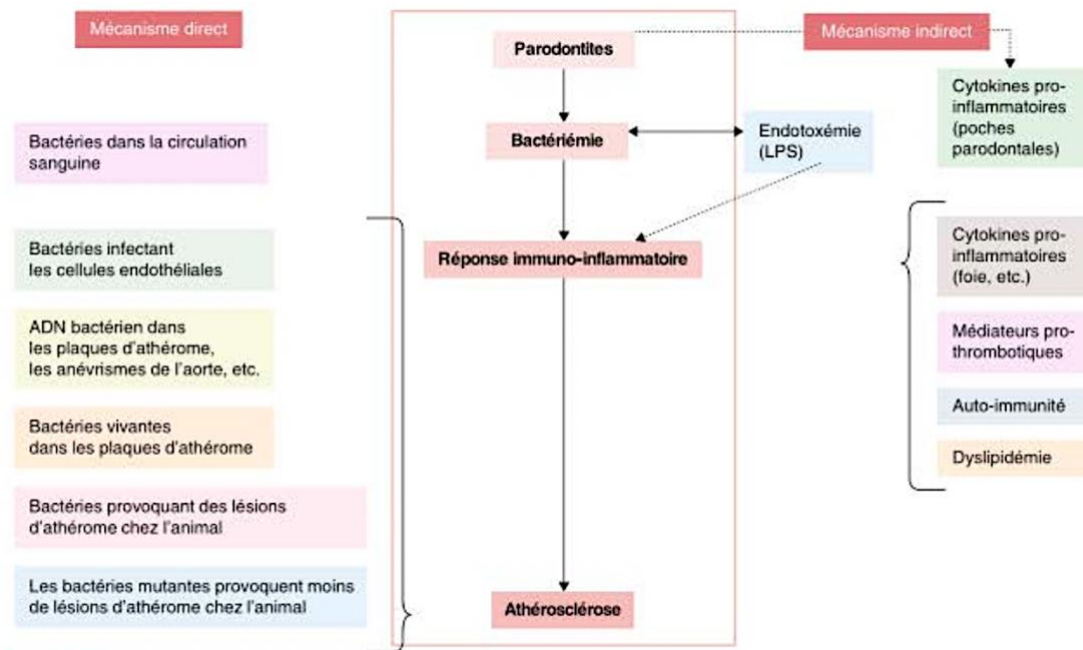 Mécanisme direct
Bactéries dans la circulation
sanguine
Bactéries infectant
les cellules endothéliales
ADN bactérien dans
les plaques d'athérome,
les anévrismes de l'aorte, etc.
Bactéries vivantes
dans les plaques d'athérome
Bactéries provoquant des lésions
d'athérome chez l'animal
Les bactéries mutantes provoquent moins
de lésions d'athérome chez l'animal
Parodontites
Bactériémie
Endotoxémie
(LPS)
Réponse immuno-inflammatoire
Athérosclérose
Mécanisme indirect
Cytokines pro-
inflammatoires
(poches
parodontales)
Cytokines pro-
inflammatoires
(foie, etc.)
Médiateurs pro-
thrombotiques
Auto-immunité
Dyslipidémie